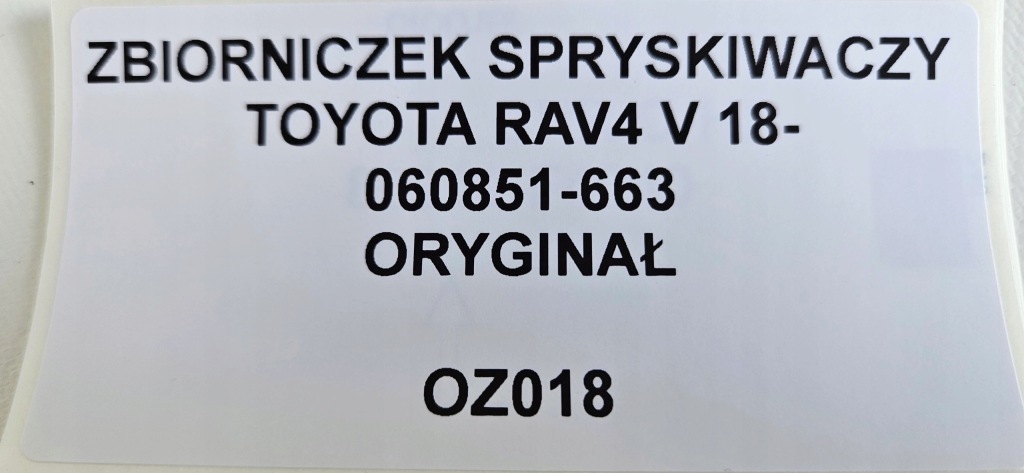 ZBIORNICZEK SPRYSKIWACZY
TOYOTA RAV4 V 18-
060851-663
ORYGINAŁ
OZ018